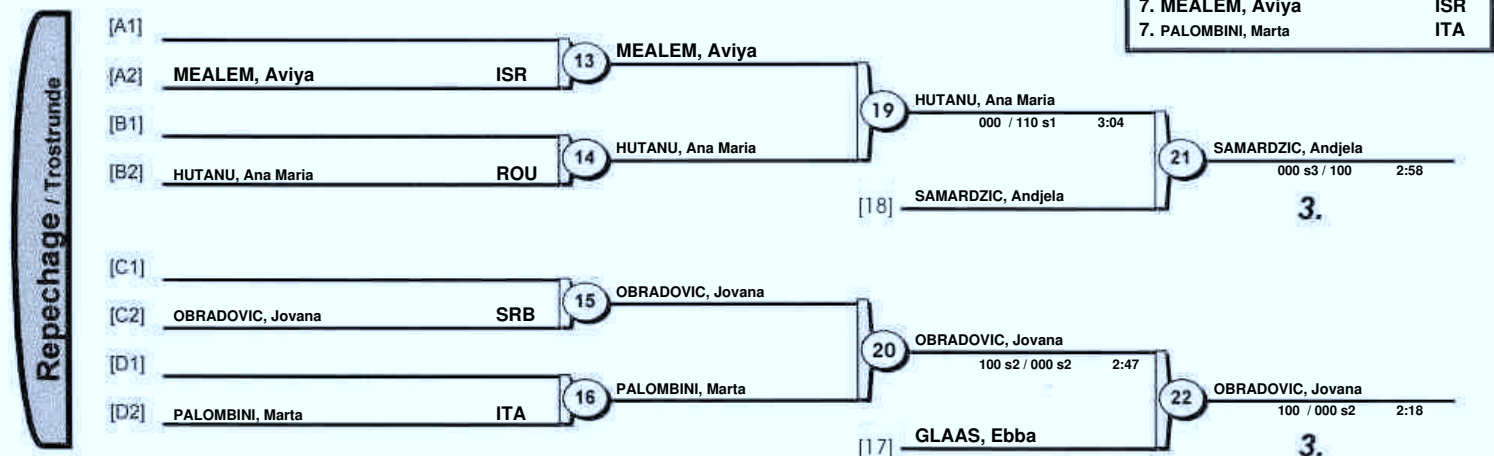 7. MEALEM, Aviya ISR
7. PALOMBINI, Marta ITA
Repechage / Trostrunde
[A1]
[A2] MEALEM, Aviya ISR
13 MEALEM, Aviya
[B1]
[B2] HUTANU, Ana Maria ROU
14 HUTANU, Ana Maria
19 HUTANU, Ana Maria
000 / 110 s1 3:04
[18] SAMARDZIC, Andjela
21 SAMARDZIC, Andjela
000 s3 / 100 2:58
3.
[C1]
[C2] OBRADOVIC, Jovana SRB
15 OBRADOVIC, Jovana
[D1]
[D2] PALOMBINI, Marta ITA
16 PALOMBINI, Marta
20 OBRADOVIC, Jovana
100 s2 / 000 s2 2:47
[17] GLAAS, Ebba
22 OBRADOVIC, Jovana
100 / 000 s2 2:18
3.